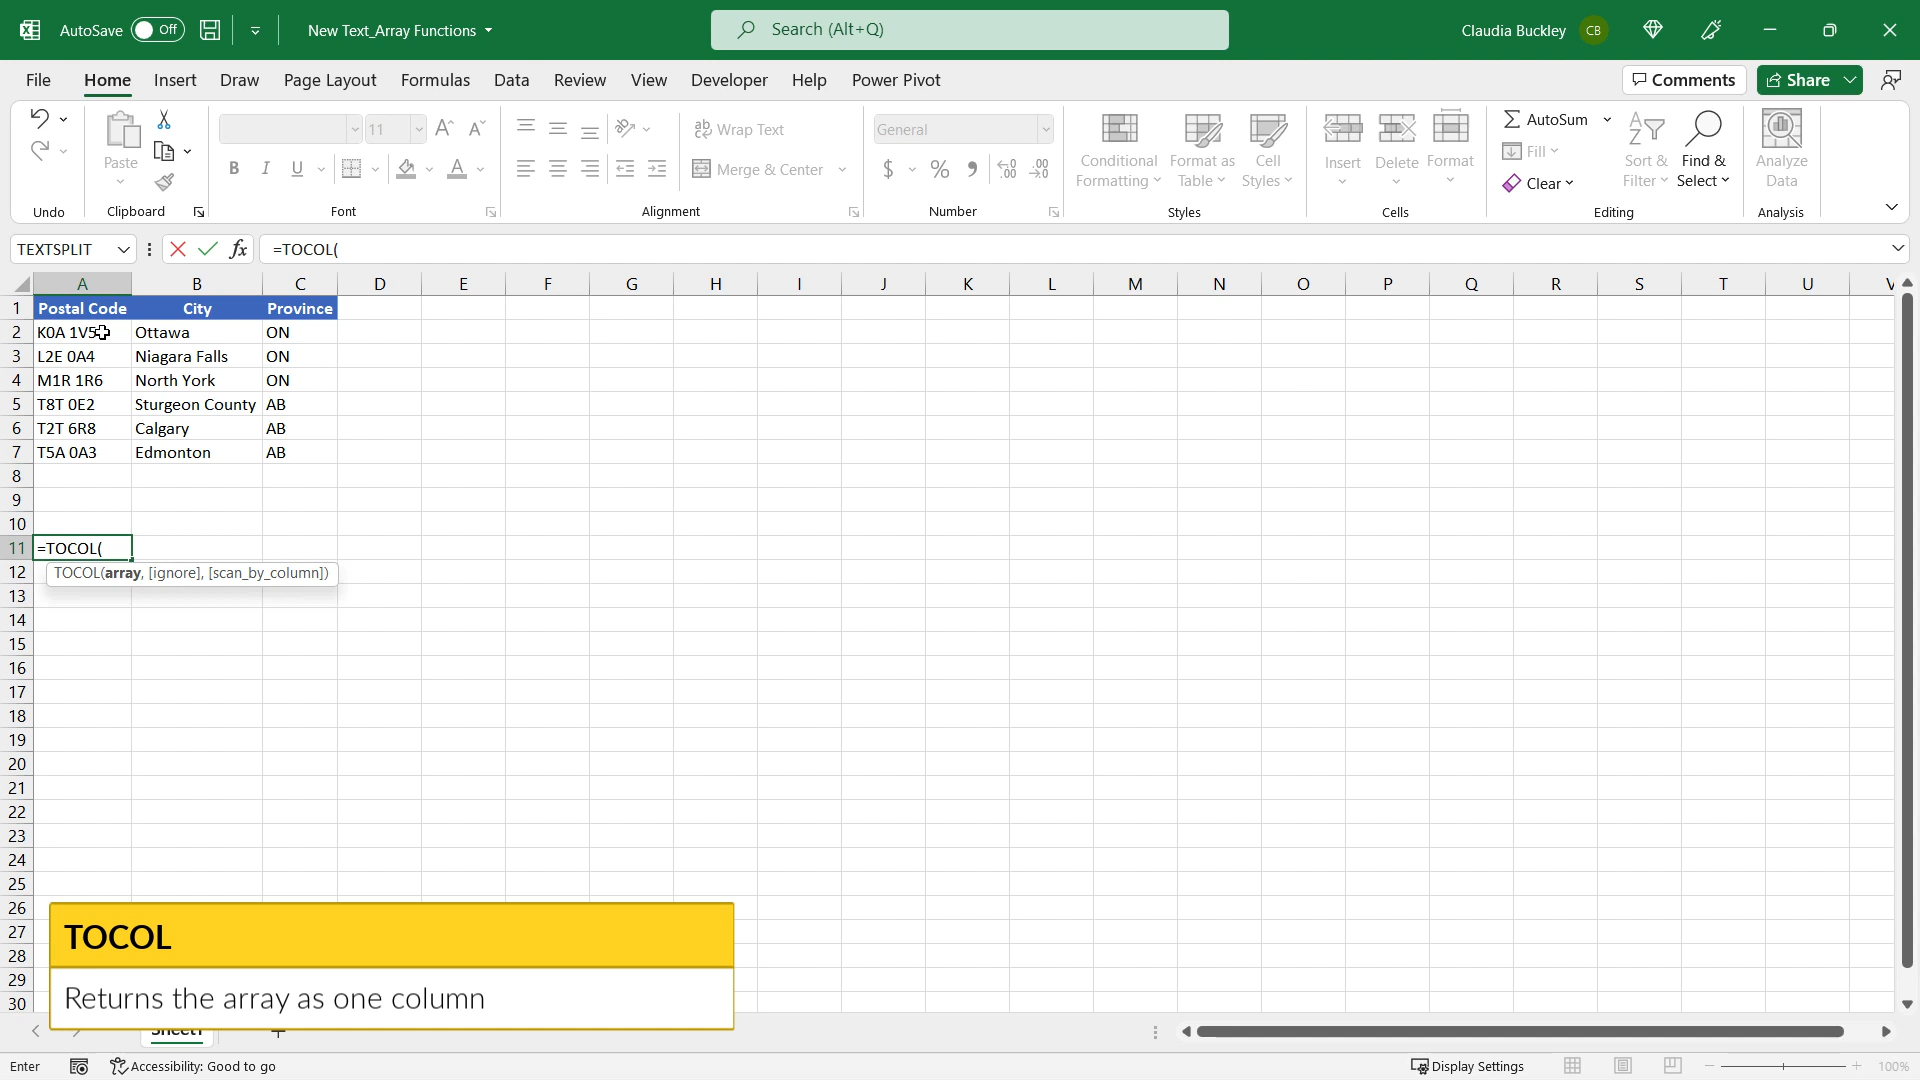 AutoSave Off New Text_Array Functions Search (Alt+Q) Claudia Buckley CB
File Home Insert Draw Page Layout Formulas Data Review View Developer Help Power Pivot Comments Share
Paste 11 Wrap Text General Conditional Formatting Format as Table Cell Styles Insert Delete Format AutoSum Sort & Filter Find & Select Analyze Data
B I U Merge & Center $ % Fill
Clear
Undo Clipboard Font Alignment Number Styles Cells Editing Analysis
TEXTSPLIT fx =TOCOL(
A B C D E F G H I J K L M N O P Q R S T U V
1 Postal Code City Province
2 K0A 1V5 Ottawa ON
3 L2E 0A4 Niagara Falls ON
4 M1R 1R6 North York ON
5 T8T 0E2 Sturgeon County AB
6 T2T 6R8 Calgary AB
7 T5A 0A3 Edmonton AB
8
9
10
11 =TOCOL(
12 TOCOL(array, [ignore], [scan_by_column])
13
14
15
16
17
18
19
20
21
22
23
24
25
26
27 TOCOL
28
29 Returns the array as one column
30
Sheet1
Enter Accessibility: Good to go Display Settings 100%